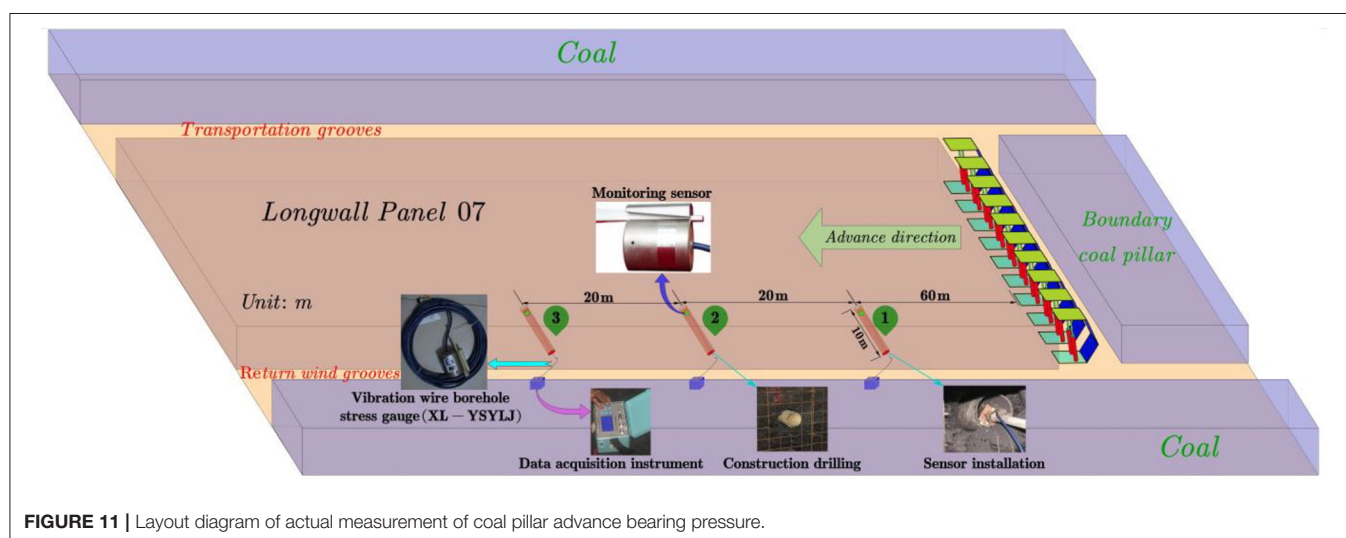 Coal
Transportation grooves
Monitoring sensor
Longwall Panel 07
Advance direction
Boundary
coal pillar
Unit: m
20m
20m
60m
3
2
1
10m
Return wind grooves
Vibration wire borehole
stress gauge(XL－YSYLJ)
Data acquisition instrument
Construction drilling
Sensor installation
Coal
FIGURE 11 | Layout diagram of actual measurement of coal pillar advance bearing pressure.